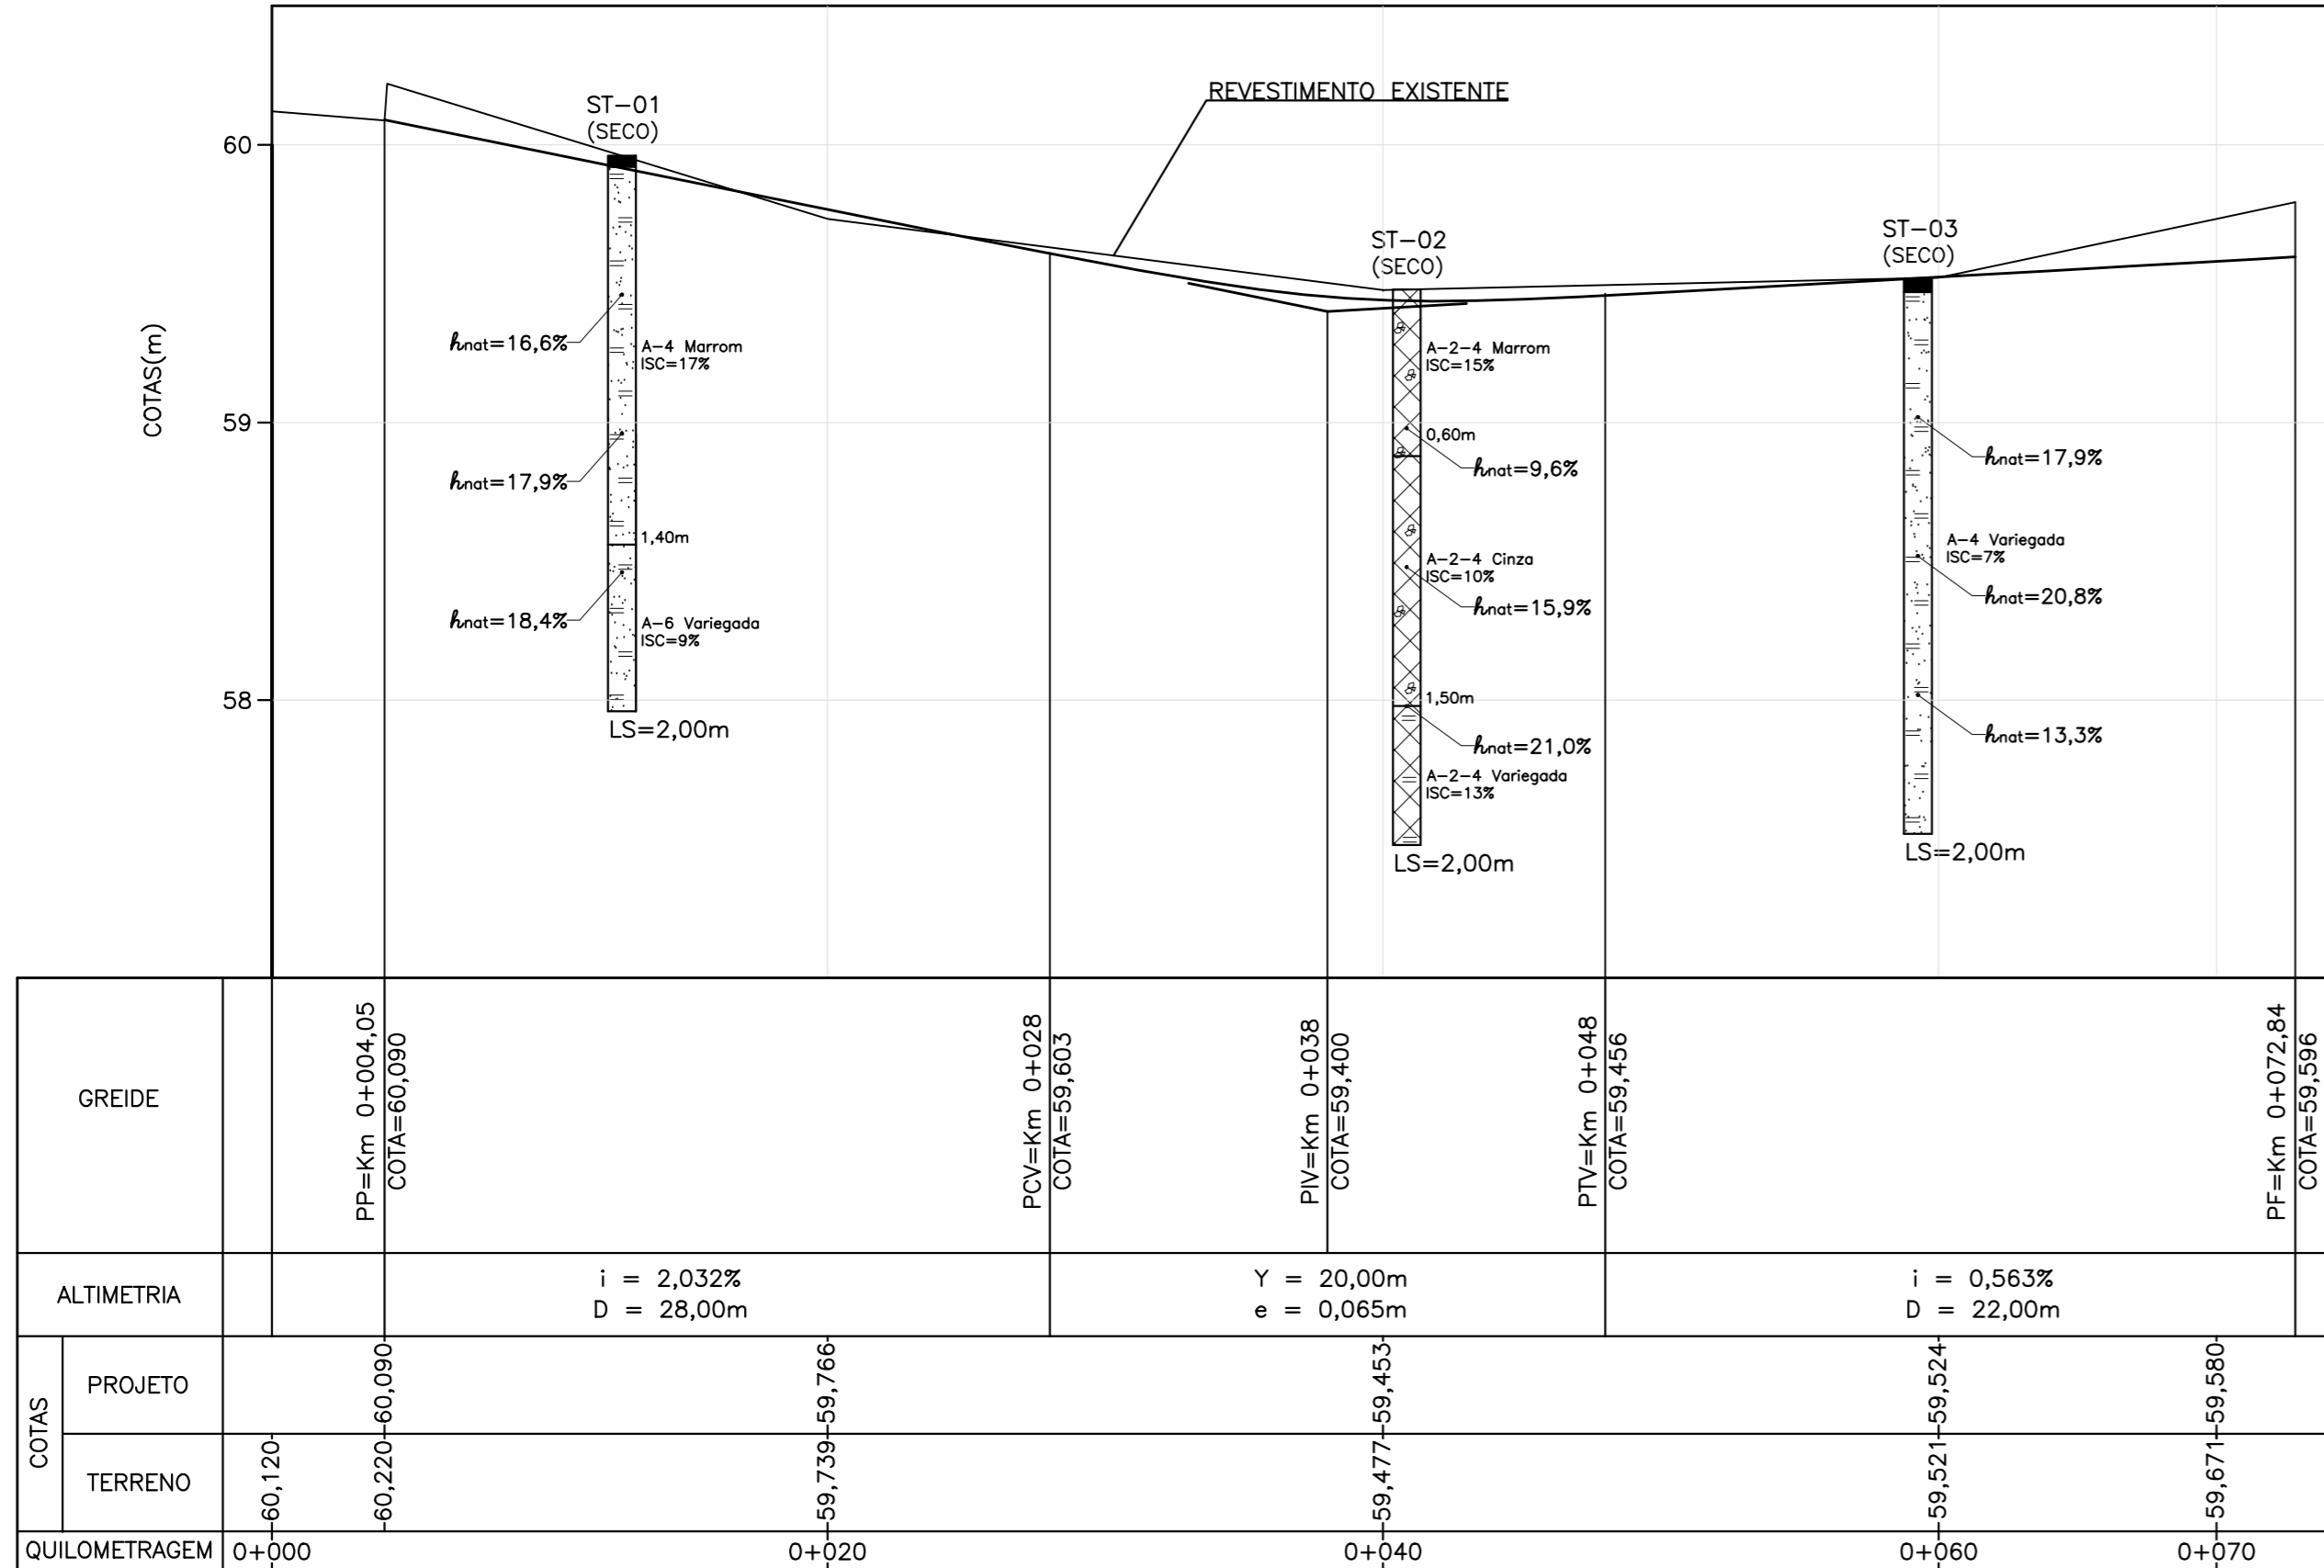 REVESTIMENTO EXISTENTE
ST-01
(SECO)
ST-02
(SECO)
ST-03
(SECO)
COTAS(m)
60
59
58
hnat=16,6%
A-4 Marrom
ISC=17%
hnat=17,9%
1,40m
hnat=18,4%
A-6 Variegada
ISC=9%
LS=2,00m
A-2-4 Marrom
ISC=15%
0,60m
hnat=9,6%
A-2-4 Cinza
ISC=10%
hnat=15,9%
1,50m
hnat=21,0%
A-2-4 Variegada
ISC=13%
LS=2,00m
hnat=17,9%
A-4 Variegada
ISC=7%
hnat=20,8%
hnat=13,3%
LS=2,00m
GREIDE
PP=Km 0+004,05
COTA=60,090
PCV=Km 0+028
COTA=59,603
PIV=Km 0+038
COTA=59,400
PTV=Km 0+048
COTA=59,456
PF=Km 0+072,84
COTA=59,596
ALTIMETRIA
i = 2,032%
D = 28,00m
Y = 20,00m
e = 0,065m
i = 0,563%
D = 22,00m
COTAS
PROJETO
60,090
59,766
59,453
59,524
59,580
TERRENO
60,120
60,220
59,739
59,477
59,521
59,671
QUILOMETRAGEM
0+000
0+020
0+040
0+060
0+070